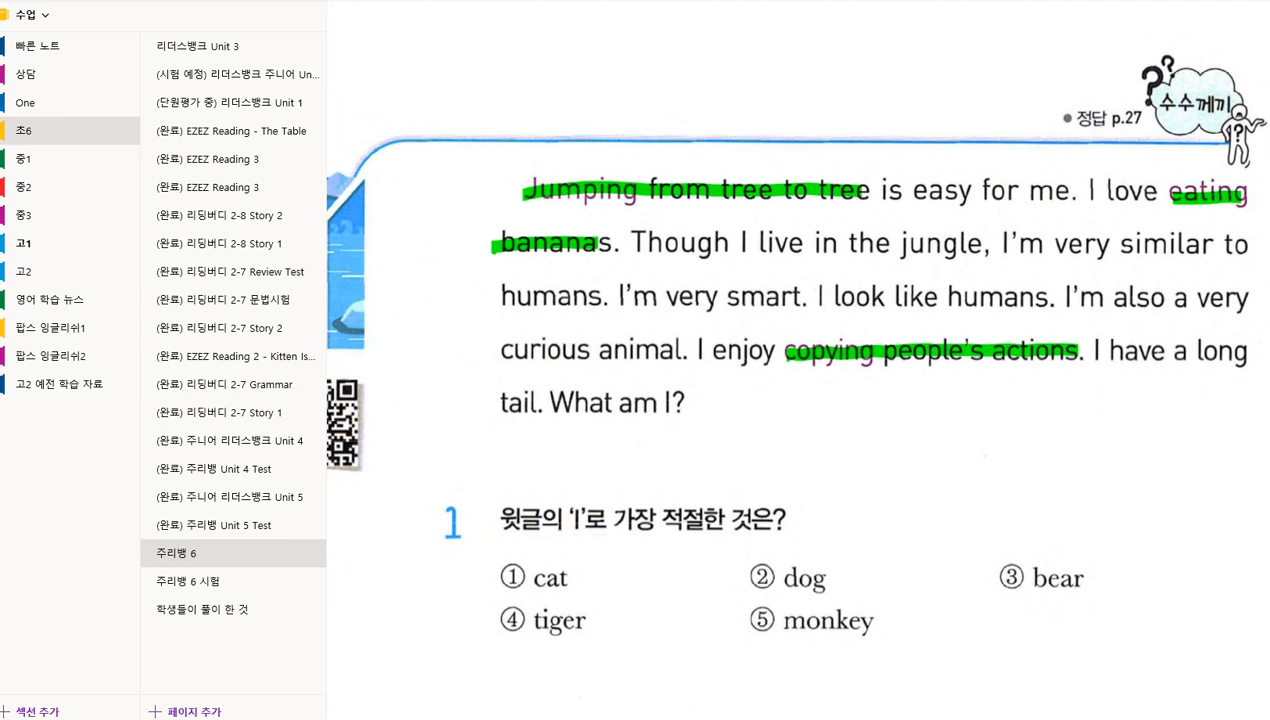 수업
빠른 노트
상담
One
초6
중1
중2
중3
고1
고2
영어 학습 뉴스
팝스 잉글리쉬1
팝스 잉글리쉬2
고2 예전 학습 자료
섹션 추가
리더스뱅크 Unit 3
(시험 예정) 리더스뱅크 주니어 Un...
(단원평가 중) 리더스뱅크 Unit 1
(완료) EZEZ Reading - The Table
(완료) EZEZ Reading 3
(완료) EZEZ Reading 3
(완료) 리딩버디 2-8 Story 2
(완료) 리딩버디 2-8 Story 1
(완료) 리딩버디 2-7 Review Test
(완료) 리딩버디 2-7 문법시험
(완료) 리딩버디 2-7 Story 2
(완료) EZEZ Reading 2 - Kitten Is...
(완료) 리딩버디 2-7 Grammar
(완료) 리딩버디 2-7 Story 1
(완료) 주니어 리더스뱅크 Unit 4
(완료) 주리뱅 Unit 4 Test
(완료) 주니어 리더스뱅크 Unit 5
(완료) 주리뱅 Unit 5 Test
주리뱅 6
주리뱅 6 시험
학생들이 풀이 한 것
페이지 추가
수수께끼
● 정답 p.27
Jumping from tree to tree is easy for me. I love eating
bananas. Though I live in the jungle, I'm very similar to
humans. I'm very smart. I look like humans. I'm also a very
curious animal. I enjoy copying people's actions. I have a long
tail. What am I?
1 윗글의 'I'로 가장 적절한 것은?
① cat ② dog ③ bear
④ tiger ⑤ monkey